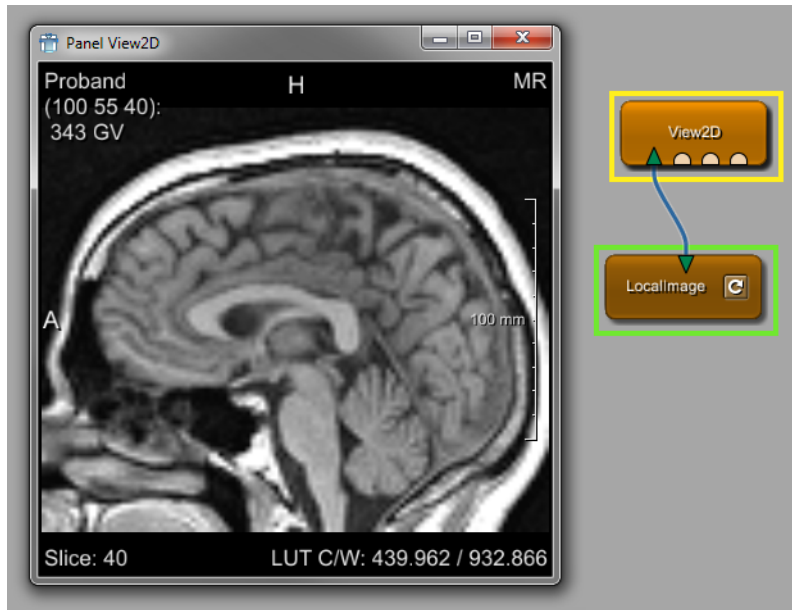 Panel View2D
Proband
(100 55 40):
343 GV
H
MR
A
100 mm
Slice: 40
LUT C/W: 439.962 / 932.866
View2D
LocalImage